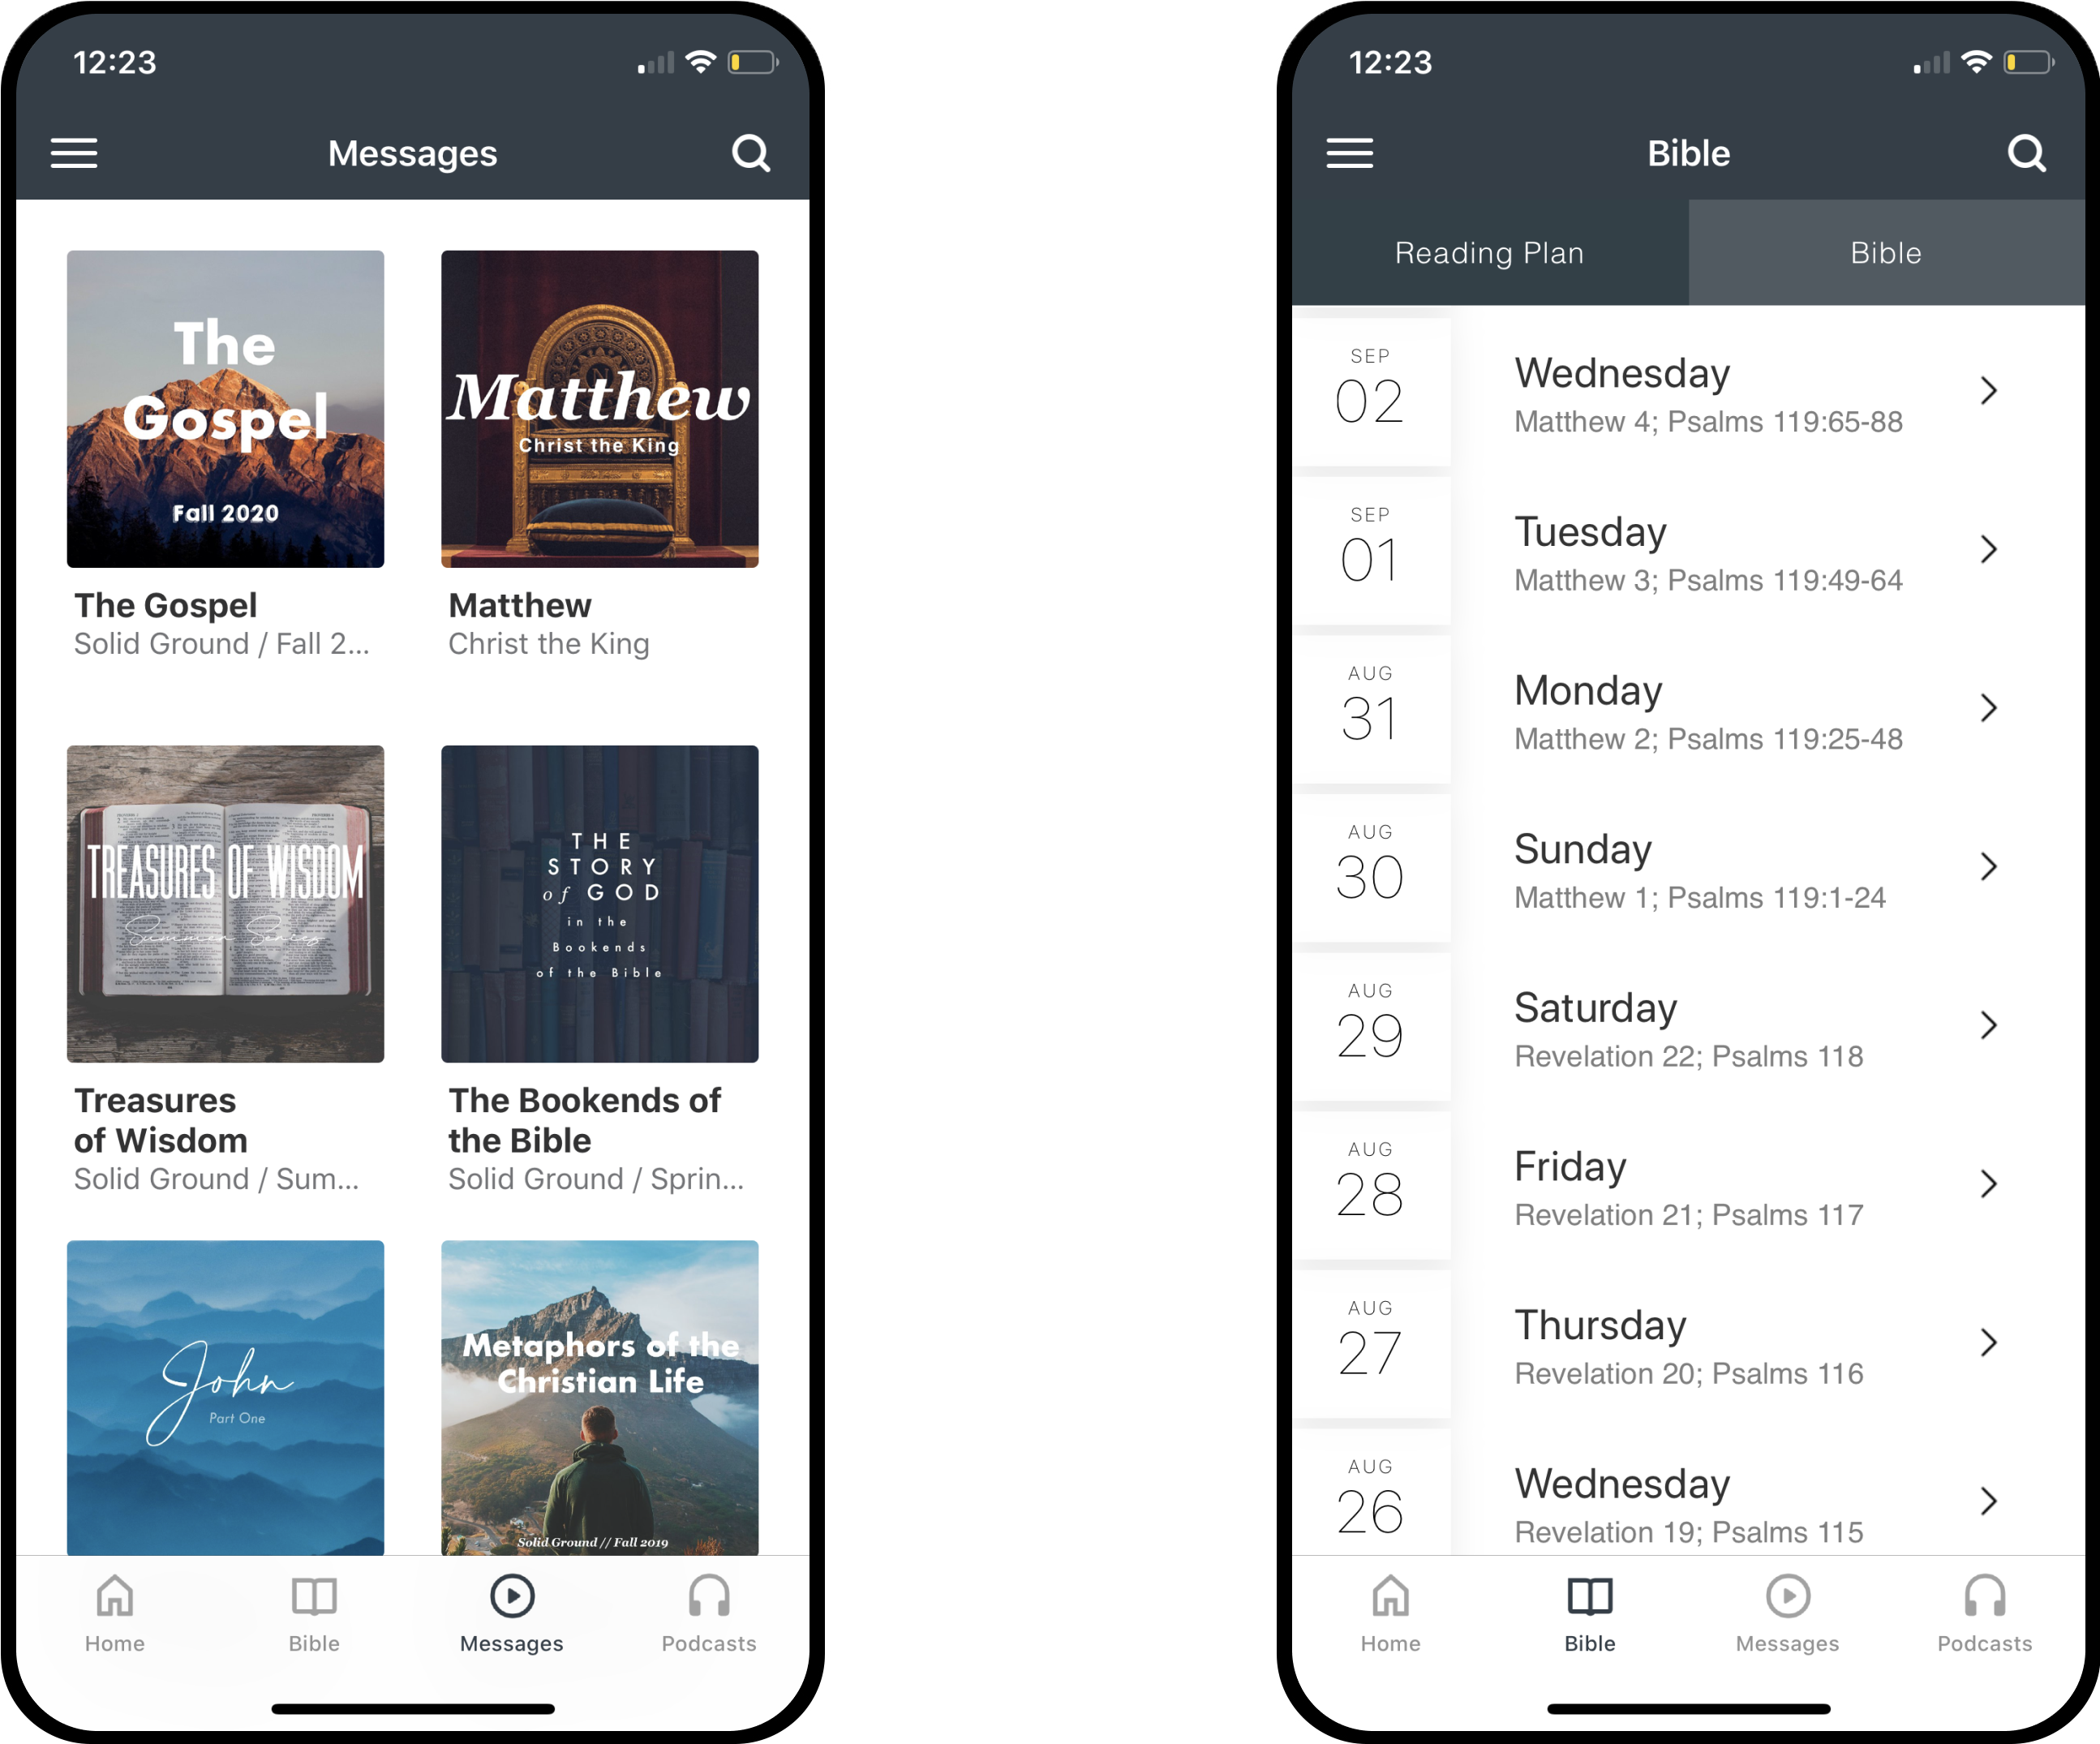 12:23
Messages
The
Gospel
Fall 2020
The Gospel
Solid Ground / Fall 2...
Matthew
Christ the King
Matthew
Christ the King
TREASURES OF WISDOM
Summer Series
Treasures
of Wisdom
Solid Ground / Sum...
THE
STORY
of GOD
in the
Bookends
of the Bible
The Bookends of
the Bible
Solid Ground / Sprin...
John
Part One
Metaphors of the
Christian Life
Solid Ground // Fall 2019
Home
Bible
Messages
Podcasts
12:23
Bible
Reading Plan
Bible
SEP
02
Wednesday
Matthew 4; Psalms 119:65-88
SEP
01
Tuesday
Matthew 3; Psalms 119:49-64
AUG
31
Monday
Matthew 2; Psalms 119:25-48
AUG
30
Sunday
Matthew 1; Psalms 119:1-24
AUG
29
Saturday
Revelation 22; Psalms 118
AUG
28
Friday
Revelation 21; Psalms 117
AUG
27
Thursday
Revelation 20; Psalms 116
AUG
26
Wednesday
Revelation 19; Psalms 115
Home
Bible
Messages
Podcasts